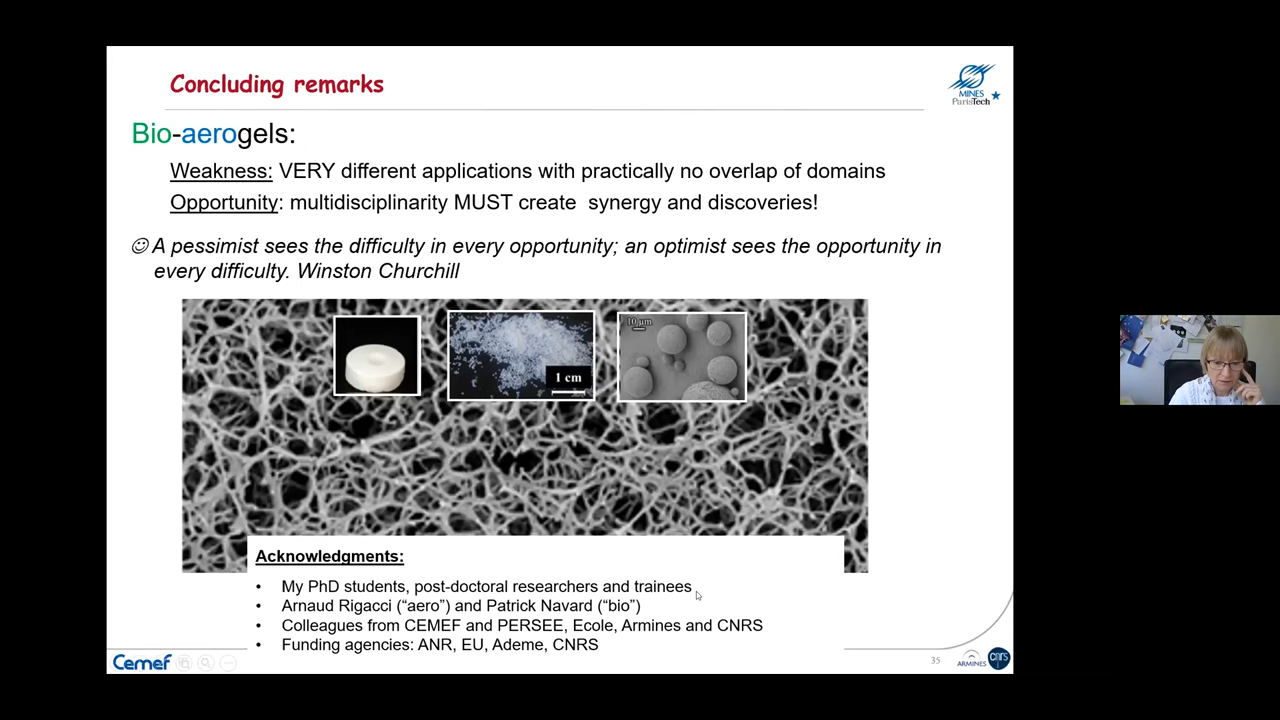 Concluding remarks
MINES
ParisTech
Bio-aerogels:
Weakness: VERY different applications with practically no overlap of domains
Opportunity: multidisciplinarity MUST create synergy and discoveries!
☺ A pessimist sees the difficulty in every opportunity; an optimist sees the opportunity in
every difficulty. Winston Churchill
10 µm
1 cm
Acknowledgments:
• My PhD students, post-doctoral researchers and trainees
• Arnaud Rigacci (“aero”) and Patrick Navard (“bio”)
• Colleagues from CEMEF and PERSEE, Ecole, Armines and CNRS
• Funding agencies: ANR, EU, Ademe, CNRS
Cemef
35
ARMINES
cnrs